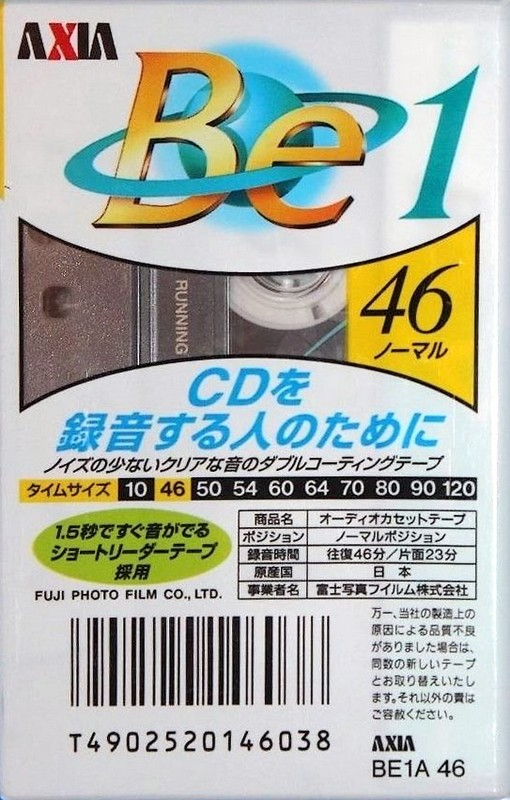 AXIA
Be1
RUNNING
46
ノーマル
CDを
録音する人のために
ノイズの少ないクリアな音のダブルコーティングテープ
タイムサイズ 10 46 50 54 60 64 70 80 90 120
1.5秒ですぐ音がでる
ショートリーダーテープ
採用
商品名 オーディオカセットテープ
ポジション ノーマルポジション
録音時間 往復46分/片面23分
原産国 日本
事業者名 富士写真フイルム株式会社
FUJI PHOTO FILM CO., LTD.
万一、当社の製造上の
原因による品質不良
がありました場合は、
同数の新しいテープ
とお取り替えいたし
ます。それ以外の責は
ご容赦ください。
T4902520146038
AXIA
BE1A 46